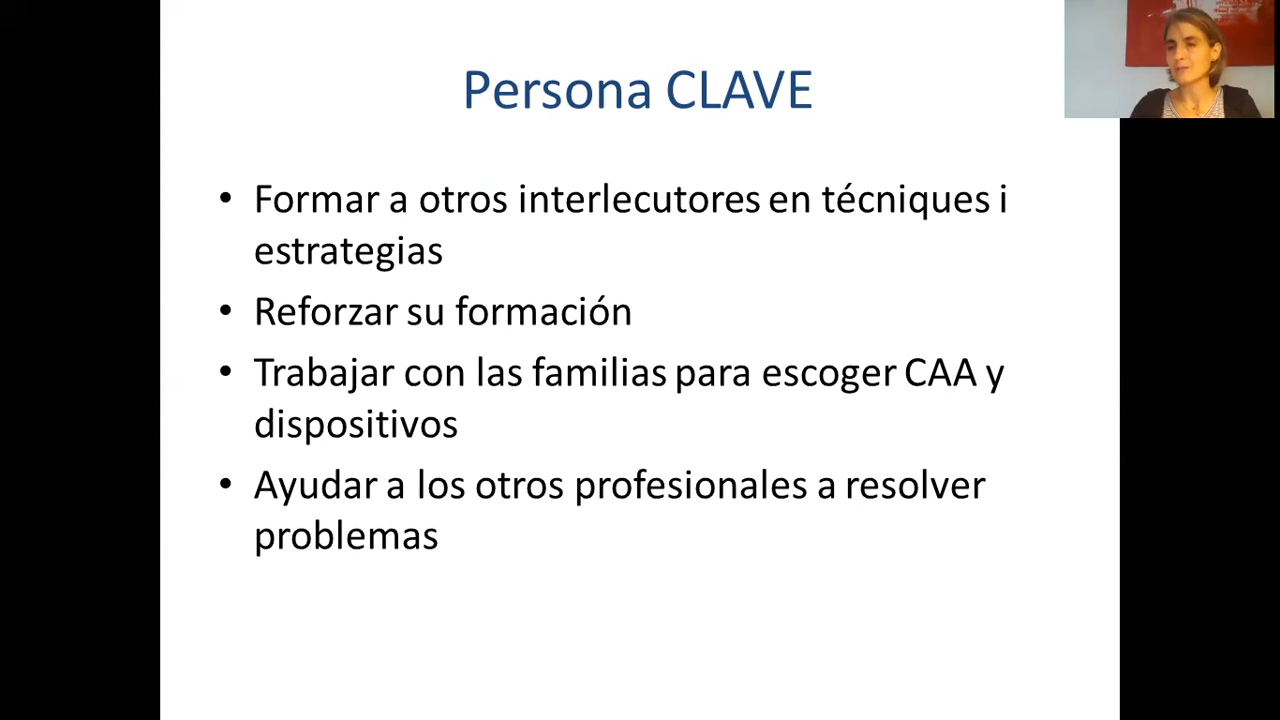 Persona CLAVE
• Formar a otros interlecutores en técniques i
estrategias
• Reforzar su formación
• Trabajar con las familias para escoger CAA y
dispositivos
• Ayudar a los otros profesionales a resolver
problemas